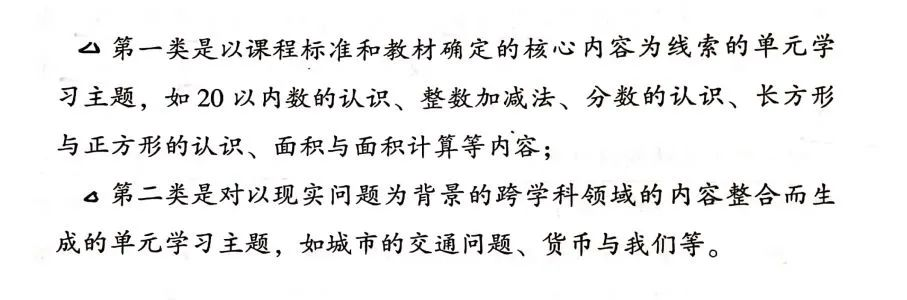 △ 第一类是以课程标准和教材确定的核心内容为线索的单元学
习主题，如 20 以内数的认识、整数加减法、分数的认识、长方形
与正方形的认识、面积与面积计算等内容；
△ 第二类是对以现实问题为背景的跨学科领域的内容整合而生
成的单元学习主题，如城市的交通问题、货币与我们等。